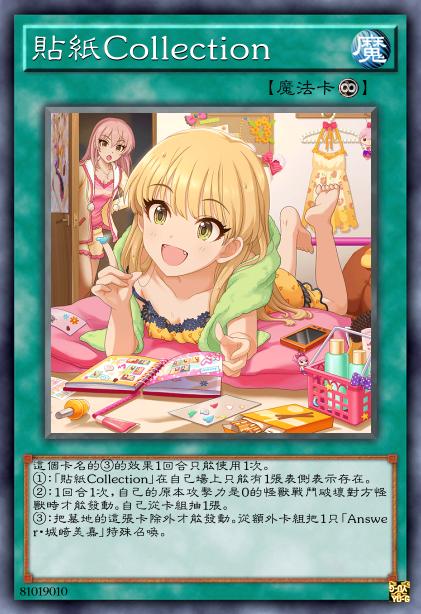 貼紙Collection
魔
【魔法卡♾】
這個卡名的③的效果1回合只能使用1次。
①:「貼紙Collection」在自己場上只能有1張表側表示存在。
②:1回合1次,自己的原本攻擊力是0的怪獸戰鬥破壞對方怪
獸時才能發動。自己從卡組抽1張。
③:把墓地的這張卡除外才能發動。從額外卡組把1只「Answe
r・城崎美嘉」特殊召喚。
81019010